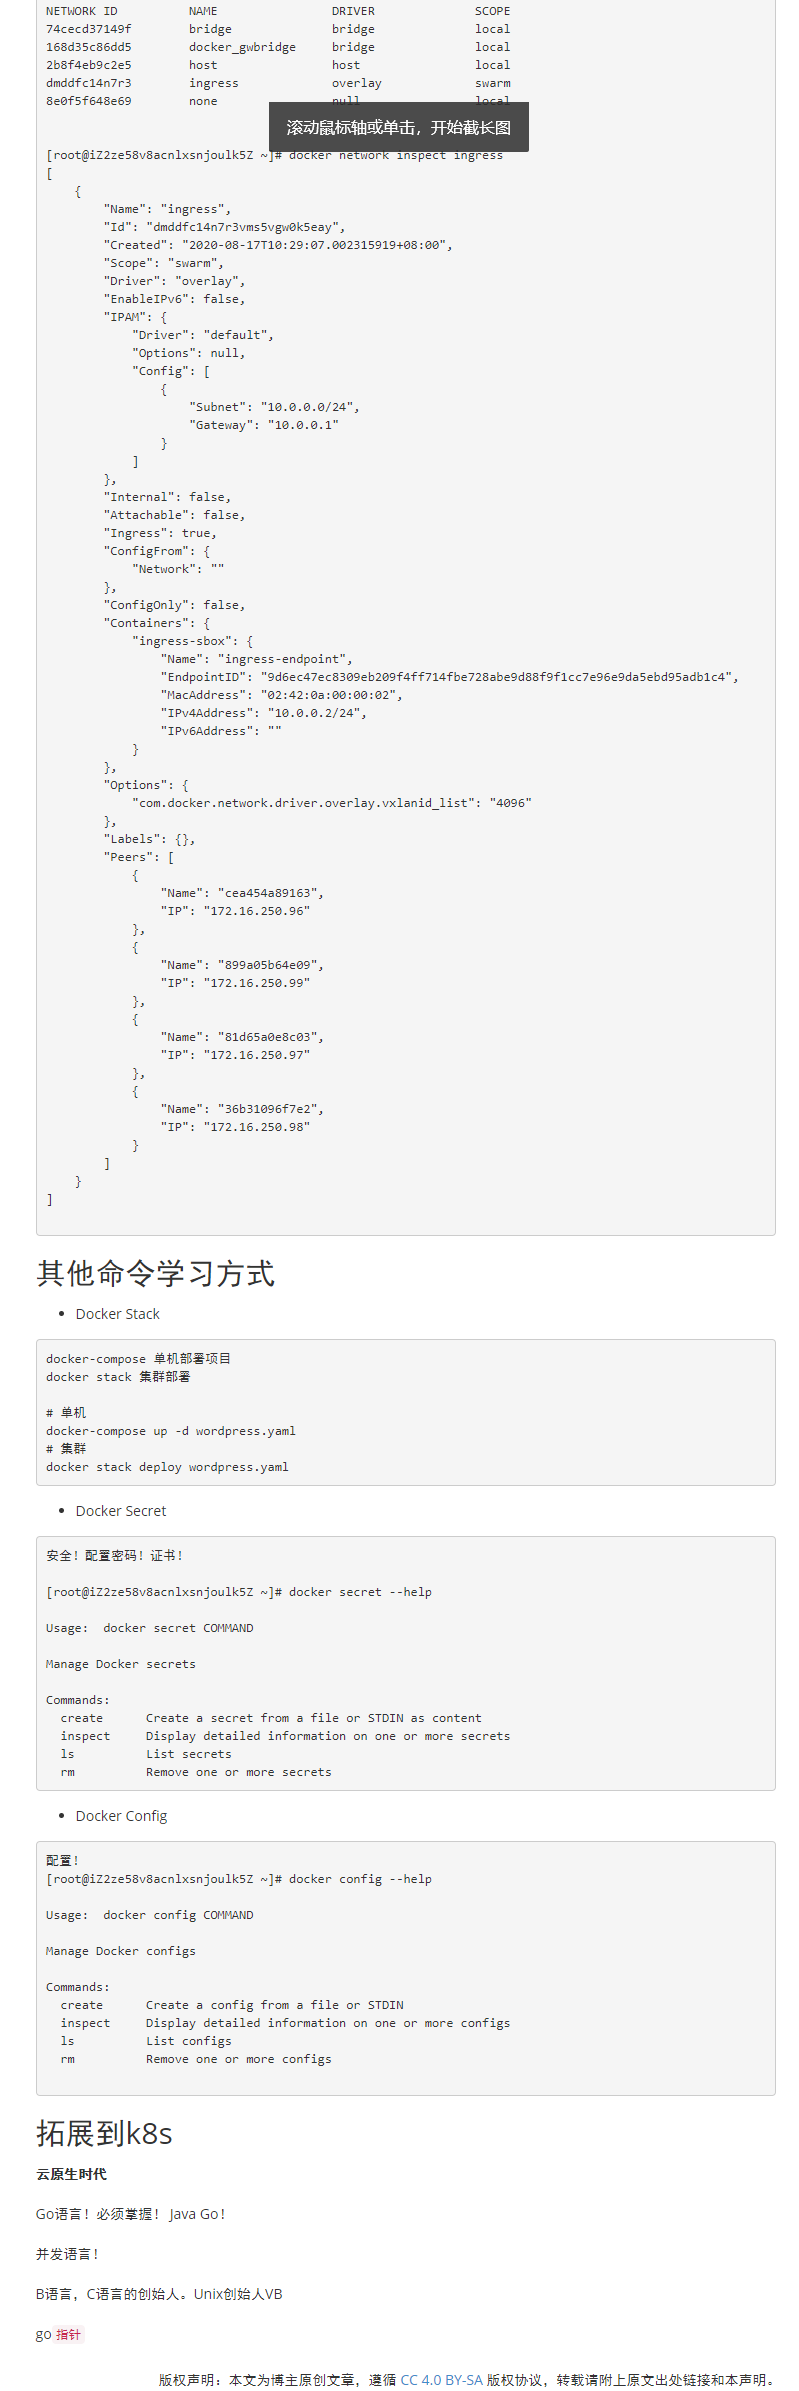 NETWORK ID        NAME                DRIVER              SCOPE
74cecd37149f        bridge              bridge              local
168d35c86dd5        docker_gwbridge     bridge              local
2b8f4eb9c2e5        host                host                local
dmddfc14n7r3        ingress             overlay             swarm
8e0f5f648e69        none                null                local
滚动鼠标轴或单击，开始截长图
[root@iZ2ze58v8acnlxsnjoulk5Z ~]# docker network inspect ingress
[
    {
        "Name": "ingress",
        "Id": "dmddfc14n7r3vms5vgw0k5eay",
        "Created": "2020-08-17T10:29:07.002315919+08:00",
        "Scope": "swarm",
        "Driver": "overlay",
        "EnableIPv6": false,
        "IPAM": {
            "Driver": "default",
            "Options": null,
            "Config": [
                {
                    "Subnet": "10.0.0.0/24",
                    "Gateway": "10.0.0.1"
                }
            ]
        },
        "Internal": false,
        "Attachable": false,
        "Ingress": true,
        "ConfigFrom": {
            "Network": ""
        },
        "ConfigOnly": false,
        "Containers": {
            "ingress-sbox": {
                "Name": "ingress-endpoint",
                "EndpointID": "9d6ec47ec8309eb209f4ff714fbe728abe9d88f9f1cc7e96e9da5ebd95adb1c4",
                "MacAddress": "02:42:0a:00:00:02",
                "IPv4Address": "10.0.0.2/24",
                "IPv6Address": ""
            }
        },
        "Options": {
            "com.docker.network.driver.overlay.vxlanid_list": "4096"
        },
        "Labels": {},
        "Peers": [
            {
                "Name": "cea454a89163",
                "IP": "172.16.250.96"
            },
            {
                "Name": "899a05b64e09",
                "IP": "172.16.250.99"
            },
            {
                "Name": "81d65a0e8c03",
                "IP": "172.16.250.97"
            },
            {
                "Name": "36b31096f7e2",
                "IP": "172.16.250.98"
            }
        ]
    }
]
其他命令学习方式
• Docker Stack
docker-compose 单机部署项目
docker stack 集群部署
# 单机
docker-compose up -d wordpress.yaml
# 集群
docker stack deploy wordpress.yaml
• Docker Secret
安全！配置密码！证书！
[root@iZ2ze58v8acnlxsnjoulk5Z ~]# docker secret --help
Usage:  docker secret COMMAND
Manage Docker secrets
Commands:
  create      Create a secret from a file or STDIN as content
  inspect     Display detailed information on one or more secrets
  ls          List secrets
  rm          Remove one or more secrets
• Docker Config
配置！
[root@iZ2ze58v8acnlxsnjoulk5Z ~]# docker config --help
Usage:  docker config COMMAND
Manage Docker configs
Commands:
  create      Create a config from a file or STDIN
  inspect     Display detailed information on one or more configs
  ls          List configs
  rm          Remove one or more configs
拓展到k8s
云原生时代
Go语言！必须掌握！ Java Go！
并发语言！
B语言，C语言的创始人。Unix创始人VB
go 指针
版权声明：本文为博主原创文章，遵循 CC 4.0 BY-SA 版权协议，转载请附上原文出处链接和本声明。